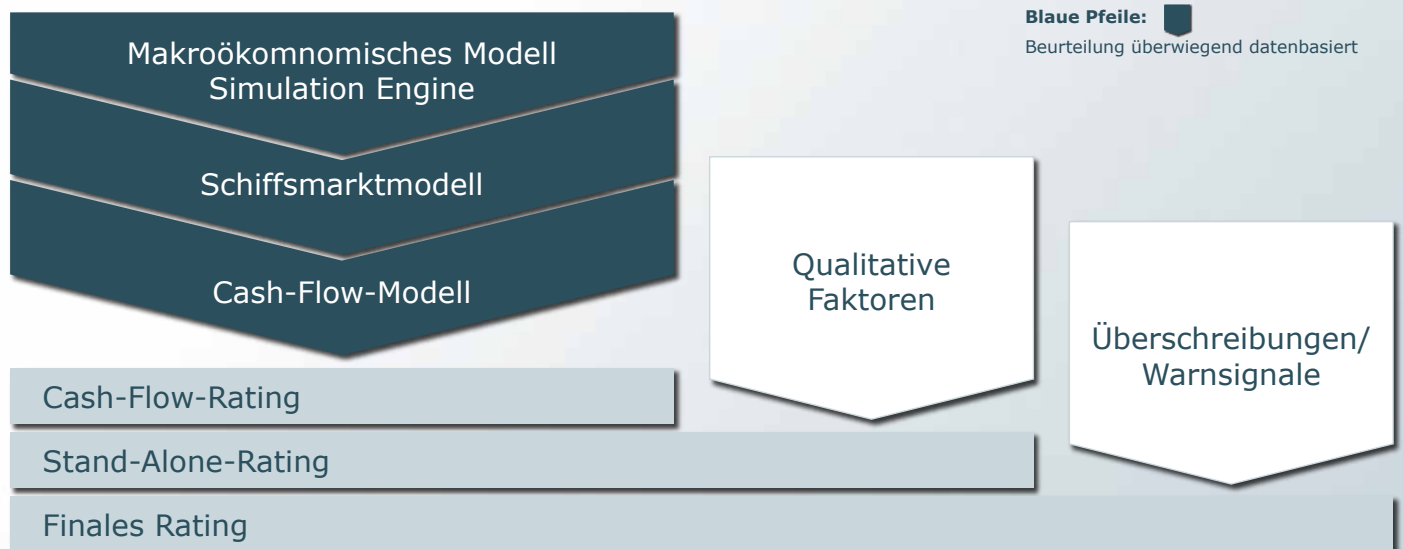 Makroökomnomisches Modell
Simulation Engine
Schiffsmarktmodell
Cash-Flow-Modell
Blaue Pfeile:
Beurteilung überwiegend datenbasiert
Qualitative
Faktoren
Überschreibungen/
Warnsignale
Cash-Flow-Rating
Stand-Alone-Rating
Finales Rating